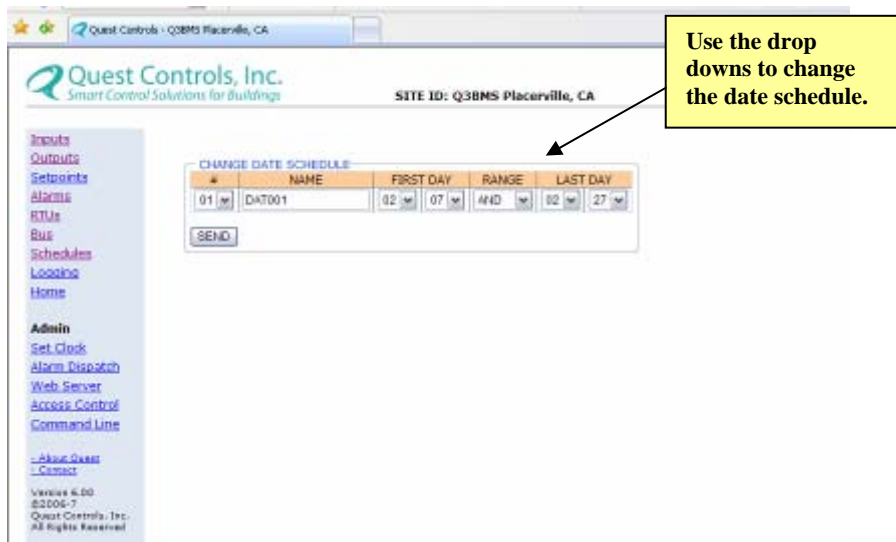 Quest Controls - Q3BMS Placerville, CA
Use the drop
downs to change
the date schedule.
Quest Controls, Inc.
Smart Control Solutions for Buildings
SITE ID: Q3BMS Placerville, CA
Inputs
Outputs
Setpoints
Alarms
RTUs
Bus
Schedules
Logging
Home
CHANGE DATE SCHEDULE
# NAME FIRST DAY RANGE LAST DAY
01 DAT001 02 07 AND 02 27
SEND
Admin
Set Clock
Alarm Dispatch
Web Server
Access Control
Command Line
- About Quest
- Contact
Version 6.00
©2006-7
Quest Controls, Inc.
All Rights Reserved